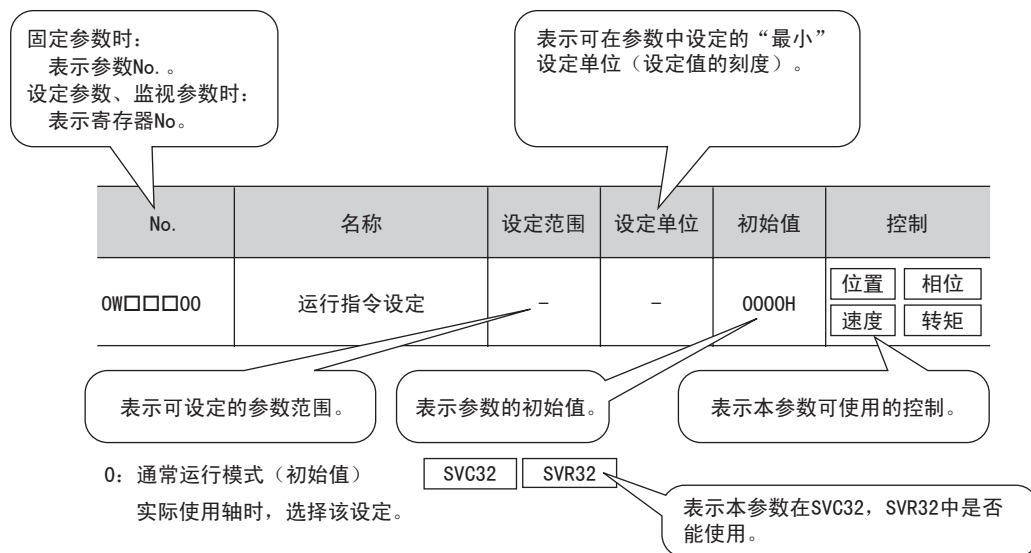 固定参数时：
表示参数No.。
设定参数、监视参数时：
表示寄存器No。
表示可在参数中设定的“最小”
设定单位（设定值的刻度）。
No. 名称 设定范围 设定单位 初始值 控制
OW□□□00 运行指令设定 - - 0000H 位置 相位
速度 转矩
表示可设定的参数范围。 表示参数的初始值。 表示本参数可使用的控制。
0：通常运行模式（初始值） SVC32 SVR32
实际使用轴时，选择该设定。
表示本参数在SVC32，SVR32中是否
能使用。